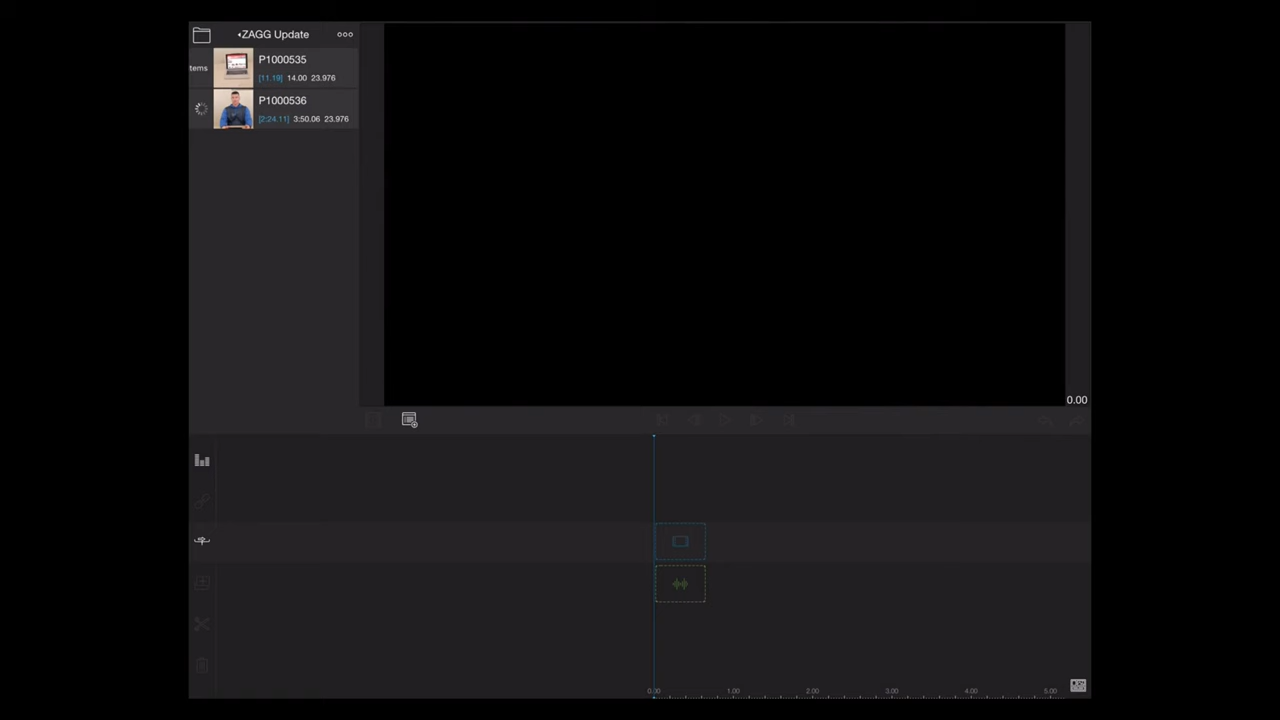 ◂ZAGG Update
tems
P1000535
[11.19] 14.00 23.976
P1000536
[2:24.11] 3:50.06 23.976
0.00
0.00 1.00 2.00 3.00 4.00 5.00